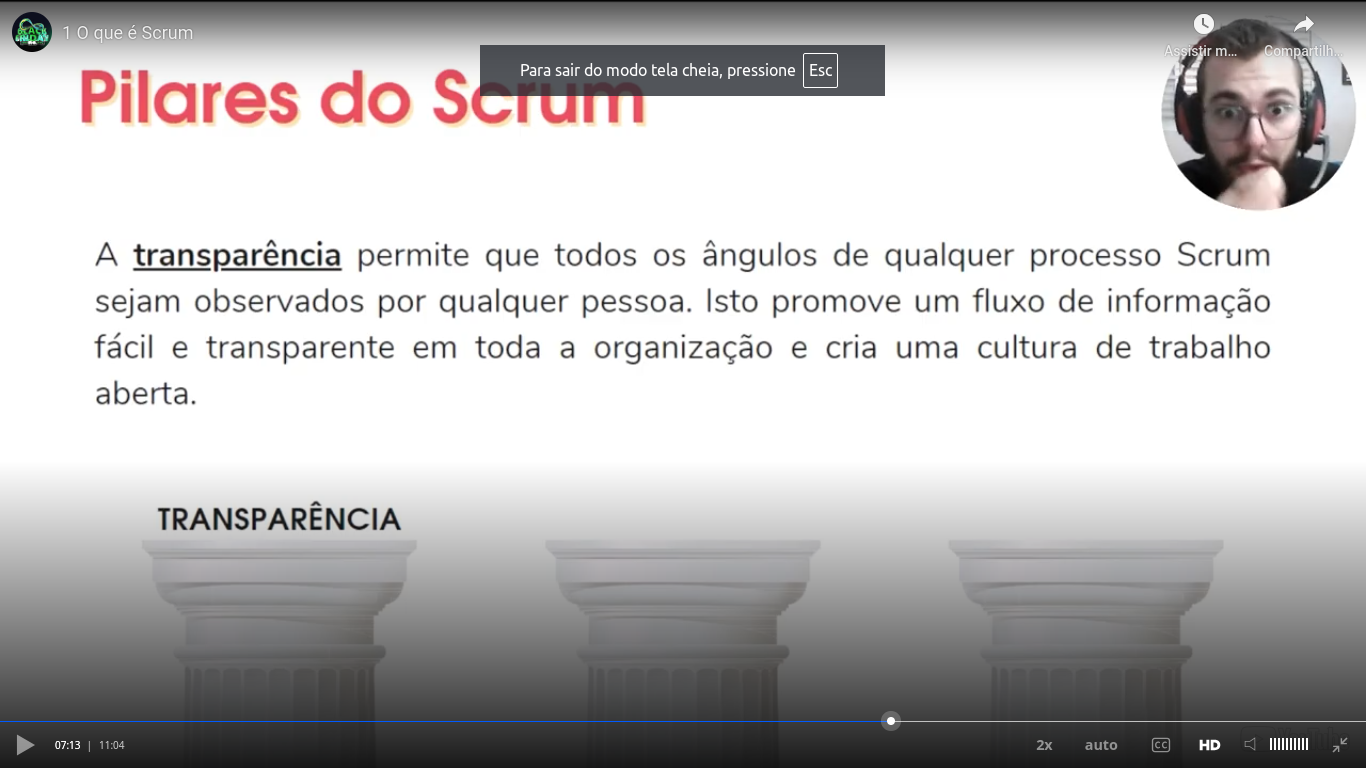 1 O que é Scrum
Assistir m...
Compartilh...
Para sair do modo tela cheia, pressione Esc
Pilares do Scrum
A transparência permite que todos os ângulos de qualquer processo Scrum
sejam observados por qualquer pessoa. Isto promove um fluxo de informação
fácil e transparente em toda a organização e cria uma cultura de trabalho
aberta.
TRANSPARÊNCIA
07:13 | 11:04
2x
auto
CC
HD